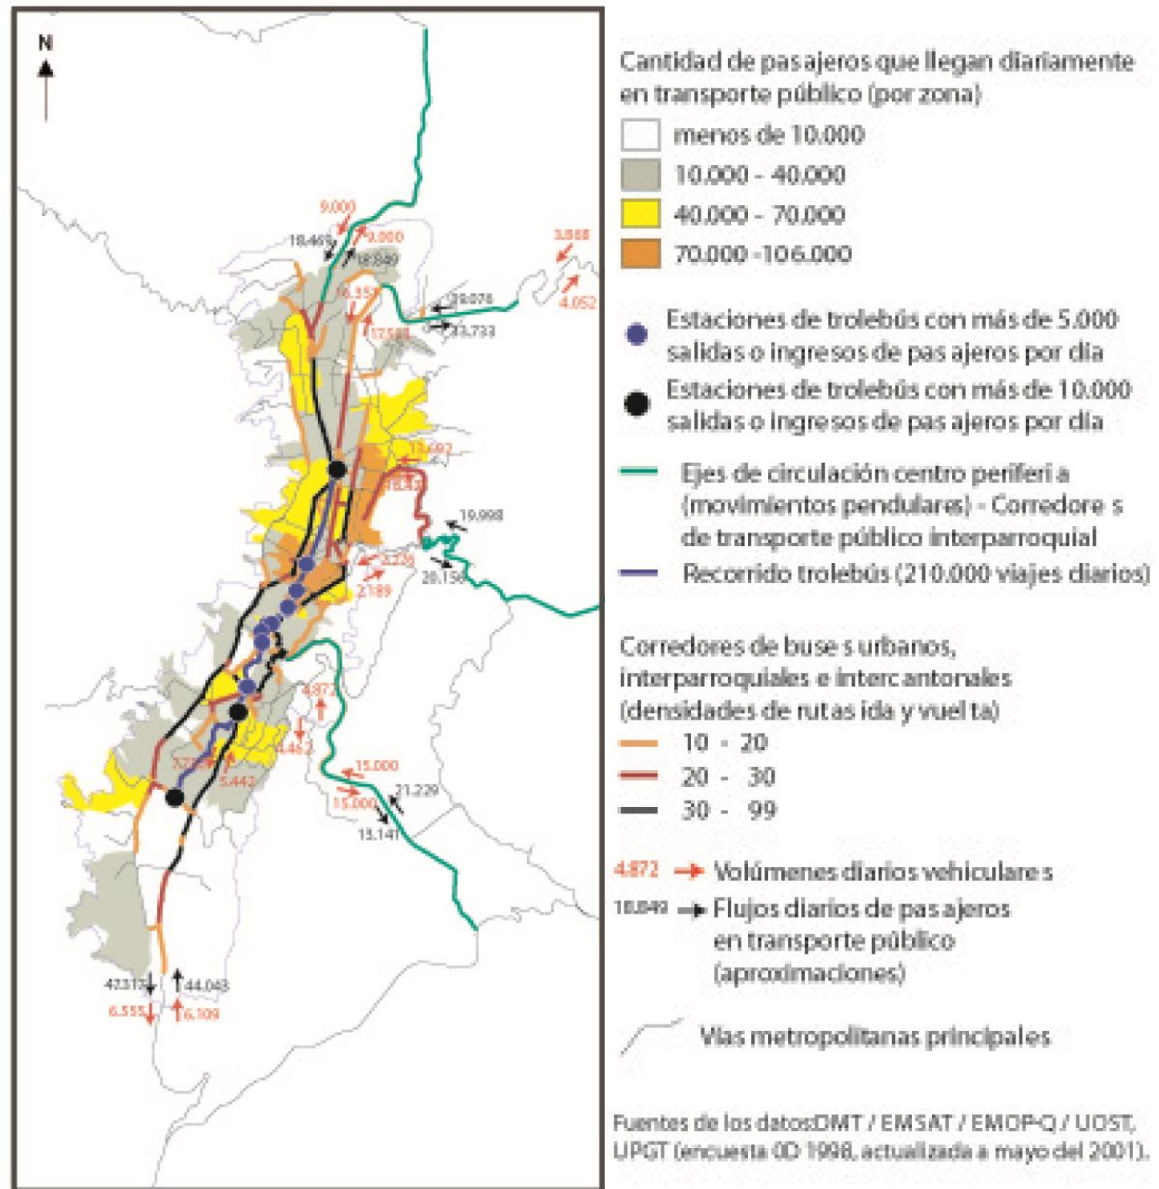 N
9.000
9.000
18.849
3.868
4.052
33.733
19.998
20.158
2.189
4.872
4.462
5.442
15.000
15.000
21.229
13.141
44.043
6.555
6.109
Cantidad de pasajeros que llegan diariamente
en transporte público (por zona)
menos de 10.000
10.000 - 40.000
40.000 - 70.000
70.000 -106.000
Estaciones de trolebús con más de 5.000
salidas o ingresos de pasajeros por día
Estaciones de trolebús con más de 10.000
salidas o ingresos de pasajeros por día
Ejes de circulación centro periferia
(movimientos pendulares) - Corredores
de transporte público interparroquial
Recorrido trolebús (210.000 viajes diarios)
Corredores de buses urbanos,
interparroquiales e intercantonales
(densidades de rutas ida y vuelta)
10 - 20
20 - 30
30 - 99
4.872 Volúmenes diarios vehiculares
18.849 Flujos diarios de pasajeros
en transporte público
(aproximaciones)
Vías metropolitanas principales
Fuentes de los datos:DMT / EMSAT / EMOP-Q / UOST,
UPGT (encuesta 0D 1998, actualizada a mayo del 2001).